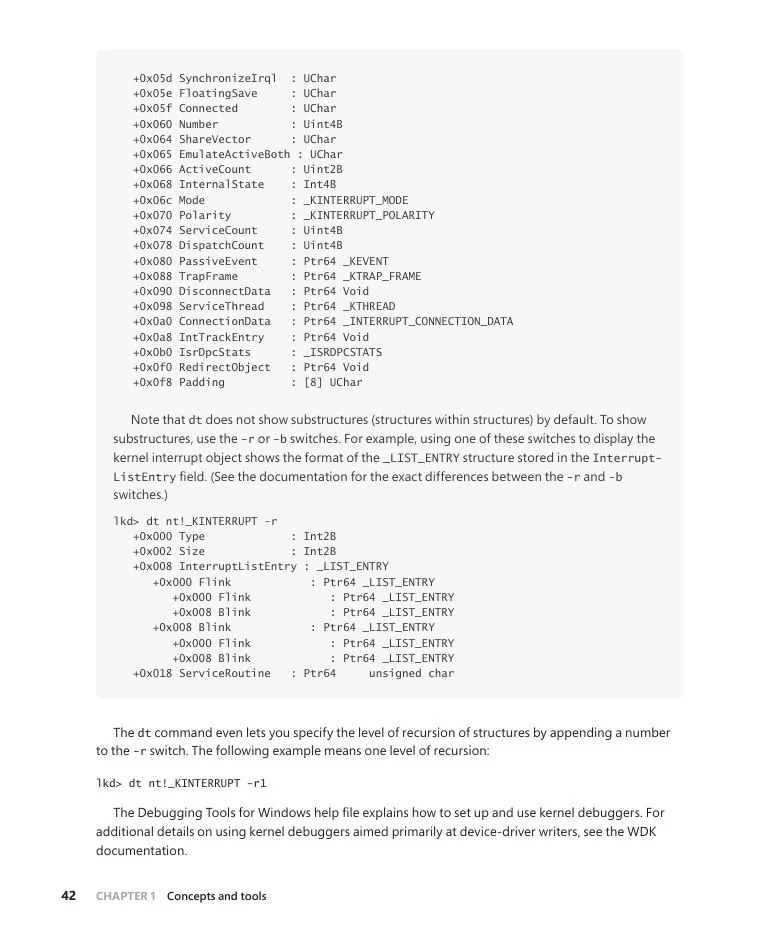 +0x05d SynchronizeIrql  : UChar
+0x05e FloatingSave     : UChar
+0x05f Connected        : UChar
+0x060 Number           : Uint4B
+0x064 ShareVector      : UChar
+0x065 EmulateActiveBoth : UChar
+0x066 ActiveCount      : Uint2B
+0x068 InternalState    : Int4B
+0x06c Mode             : _KINTERRUPT_MODE
+0x070 Polarity         : _KINTERRUPT_POLARITY
+0x074 ServiceCount     : Uint4B
+0x078 DispatchCount    : Uint4B
+0x080 PassiveEvent     : Ptr64 _KEVENT
+0x088 TrapFrame        : Ptr64 _KTRAP_FRAME
+0x090 DisconnectData   : Ptr64 Void
+0x098 ServiceThread    : Ptr64 _KTHREAD
+0x0a0 ConnectionData   : Ptr64 _INTERRUPT_CONNECTION_DATA
+0x0a8 IntTrackEntry    : Ptr64 Void
+0x0b0 IsrDpcStats      : _ISRDPCSTATS
+0x0f0 RedirectObject   : Ptr64 Void
+0x0f8 Padding          : [8] UChar
Note that dt does not show substructures (structures within structures) by default. To show
substructures, use the –r or –b switches. For example, using one of these switches to display the
kernel interrupt object shows the format of the _LIST_ENTRY structure stored in the Interrupt-
ListEntry field. (See the documentation for the exact differences between the –r and –b
switches.)
lkd> dt nt!_KINTERRUPT -r
+0x000 Type             : Int2B
+0x002 Size             : Int2B
+0x008 InterruptListEntry : _LIST_ENTRY
+0x000 Flink            : Ptr64 _LIST_ENTRY
+0x000 Flink            : Ptr64 _LIST_ENTRY
+0x008 Blink            : Ptr64 _LIST_ENTRY
+0x008 Blink            : Ptr64 _LIST_ENTRY
+0x000 Flink            : Ptr64 _LIST_ENTRY
+0x008 Blink            : Ptr64 _LIST_ENTRY
+0x018 ServiceRoutine   : Ptr64     unsigned char
The dt command even lets you specify the level of recursion of structures by appending a number
to the –r switch. The following example means one level of recursion:
lkd> dt nt!_KINTERRUPT -r1
The Debugging Tools for Windows help file explains how to set up and use kernel debuggers. For
additional details on using kernel debuggers aimed primarily at device-driver writers, see the WDK
documentation.
42 CHAPTER 1 Concepts and tools